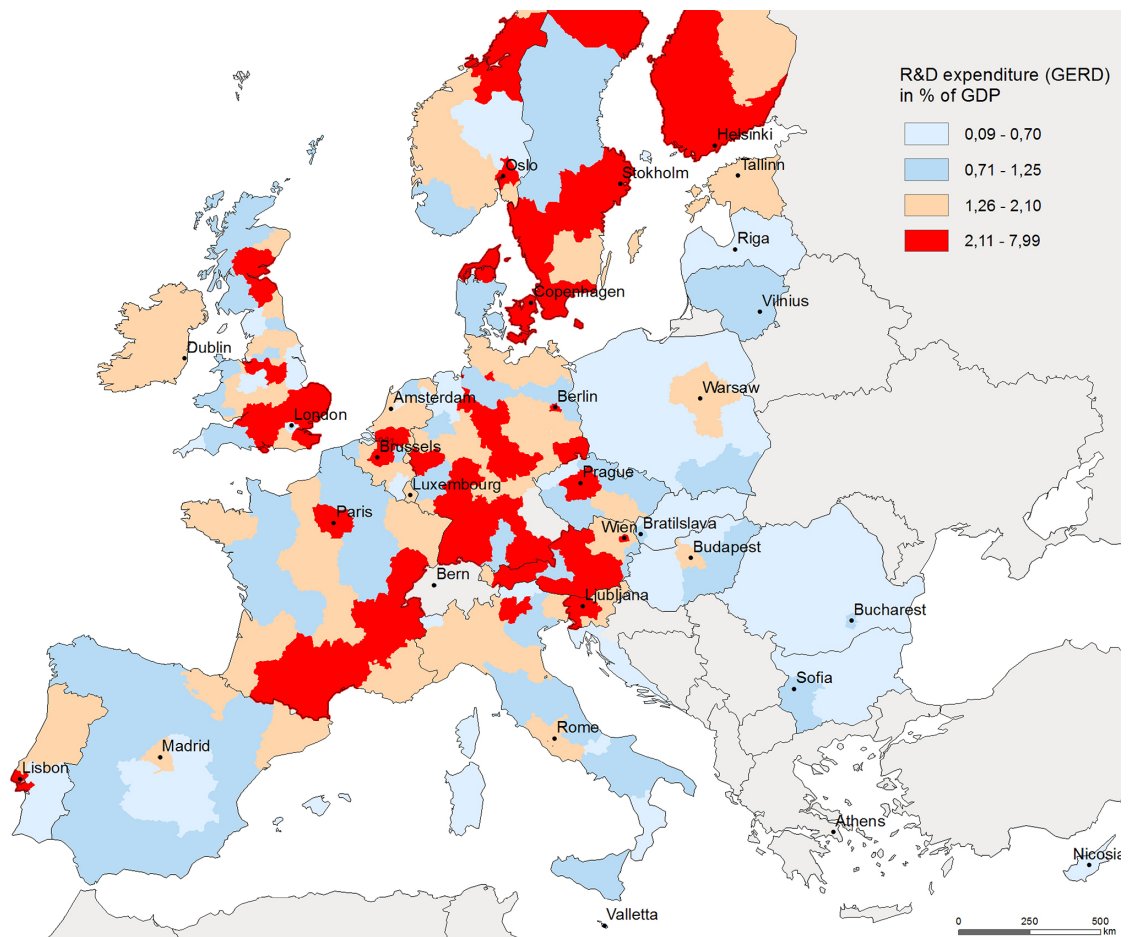 R&D expenditure (GERD)
in % of GDP
0,09 - 0,70
0,71 - 1,25
1,26 - 2,10
2,11 - 7,99
Helsinki
Oslo
Tallinn
Stokholm
Riga
Copenhagen
Vilnius
Dublin
Amsterdam
Berlin
Warsaw
London
Brussels
Prague
Luxembourg
Paris
Wien
Bratilslava
Budapest
Bern
Ljubljana
Bucharest
Sofia
Rome
Madrid
Lisbon
Athens
Nicosia
Valletta
0 250 500
km